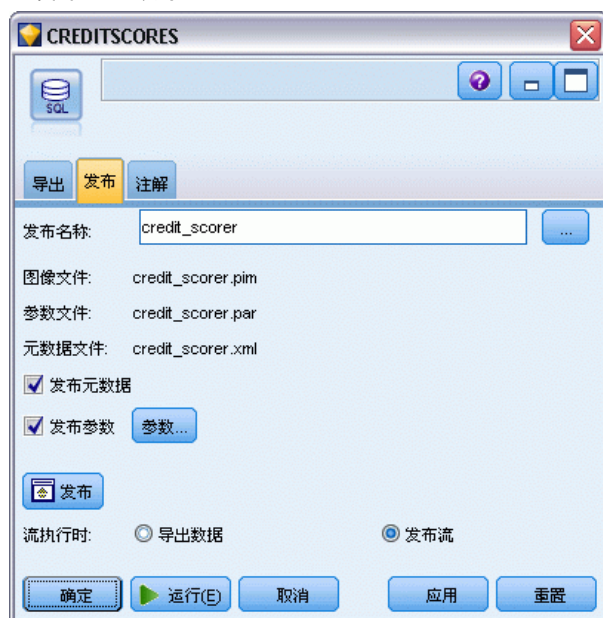 CREDITSCORES
SQL
导出 发布 注解
发布名称: credit_scorer ...
图像文件: credit_scorer.pim
参数文件: credit_scorer.par
元数据文件: credit_scorer.xml
发布元数据
发布参数 参数...
发布
流执行时: 导出数据 发布流
确定 运行(E) 取消 应用 重置